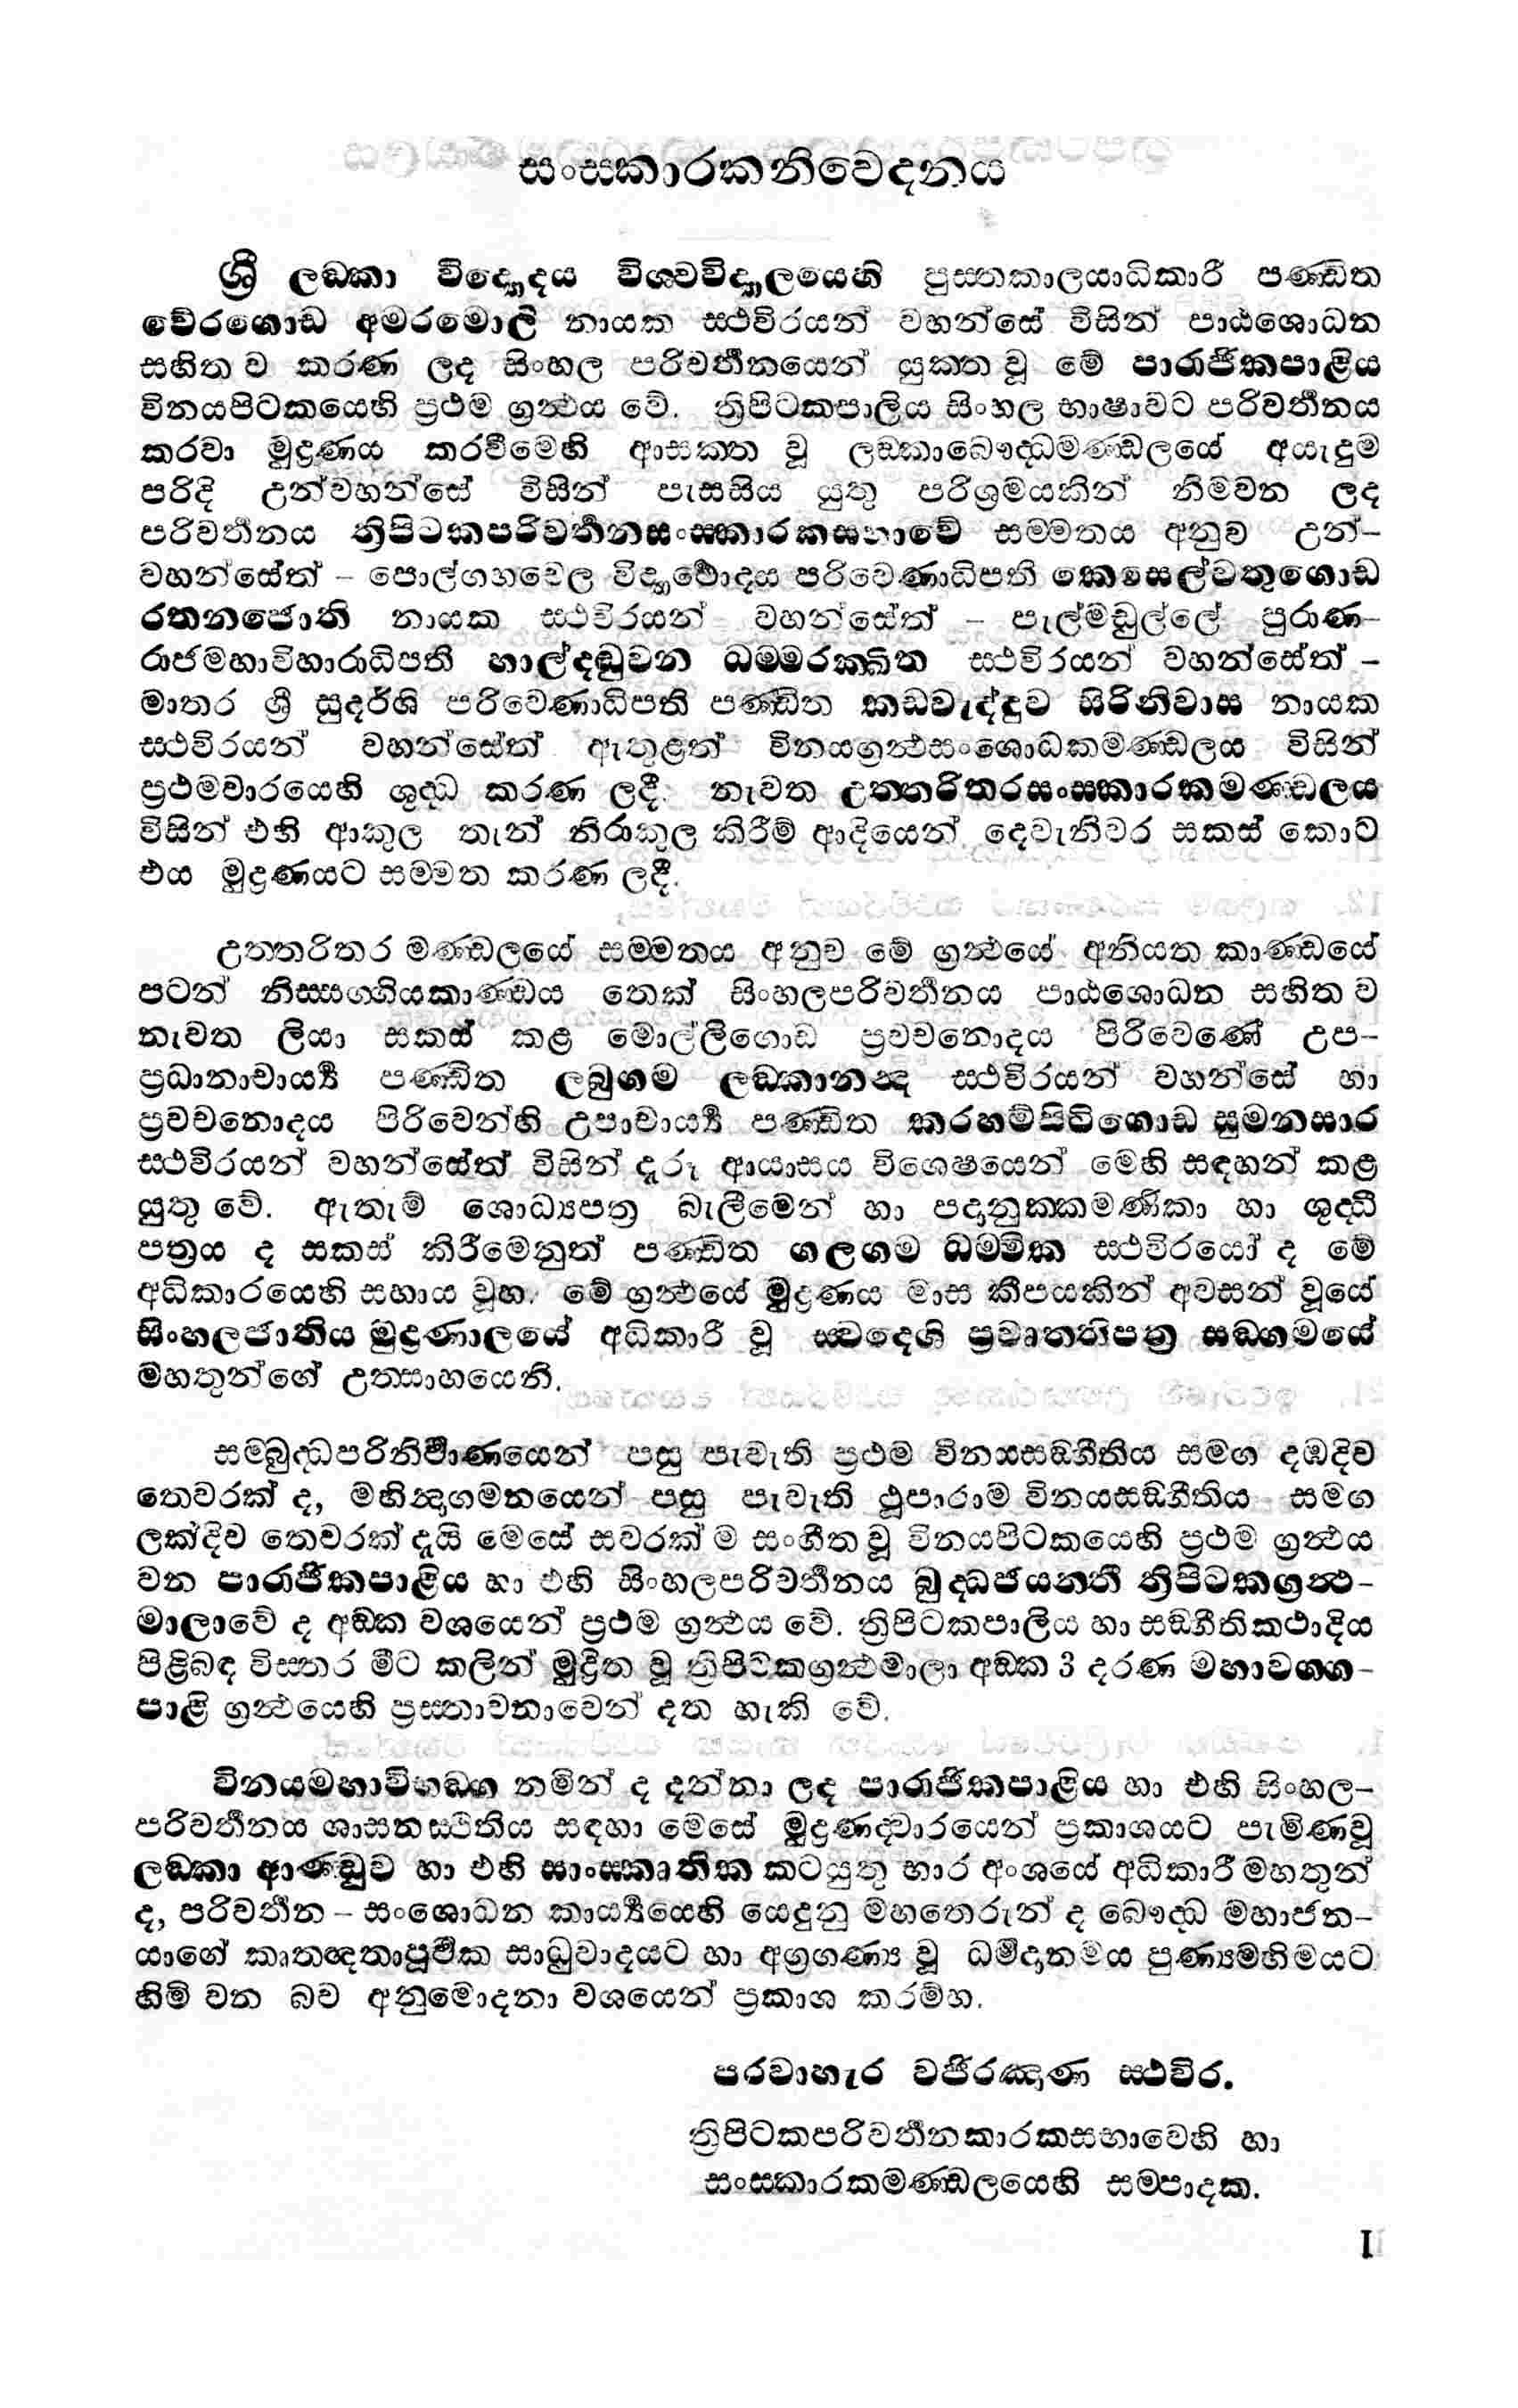 සංස්කාරකනිවේදනය
ශ්‍රී ලඞ්කා විද්‍යොදය විශ්වවිද්‍යාලයෙහි පුස්තකාලයාධිකාරී පණ්ඩිත
වේරගොඩ අමරමොලි නායක ස්ථවිරයන් වහන්සේ විසින් පාඨශොධන
සහිත ව කරණ ලද සිංහල පරිවර්තනයෙන් යුක්ත වූ මේ පාරාජිකපාළිය
විනයපිටකයෙහි ප්‍රථම ග්‍රන්ථය වේ. ත්‍රිපිටකපාලිය සිංහල භාෂාවට පරිවර්තනය
කරවා මුද්‍රණය කරවීමෙහි ආසක්ත වූ ලඞ්කාබෞද්ධමණ්ඩලයේ අයැදුම
පරිදි උන්වහන්සේ විසින් පැසසිය යුතු පරිශ්‍රමයකින් නිමවන ලද
පරිවර්තනය ත්‍රිපිටකපරිවර්තනසංස්කාරකසභාවේ සම්මතය අනුව උන්-
වහන්සේත් - පොල්ගහවෙල විද්‍යාර්ථොදය පරිවෙණාධිපති කෙසෙල්වතුගොඩ
රතනජොති නායක ස්ථවිරයන් වහන්සේත් - පැල්මඩුල්ලේ පුරාණ-
රාජමහාවිහාරාධිපති හාල්දඬුවන ධම්මරක්ඛිත ස්ථවිරයන් වහන්සේත් -
මාතර ශ්‍රී සුදර්ශි පරිවෙණාධිපති පණ්ඩිත කඩවැද්දුව සිරිනිවාස නායක
ස්ථවිරයන් වහන්සේත් ඇතුළත් විනයග්‍රන්ථසංශොධකමණ්ඩලය විසින්
ප්‍රථමවාරයෙහි ශුද්ධ කරණ ලදී. නැවත උත්තරිතරසංස්කාරකමණ්ඩලය
විසින් එහි ආකුල තැන් නිරාකුල කිරීම් ආදියෙන් දෙවැනිවර සකස් කොට
එය මුද්‍රණයට සම්මත කරණ ලදී.
උත්තරිතර මණ්ඩලයේ සම්මතය අනුව මේ ග්‍රන්ථයේ අනියත කාණ්ඩයේ
පටන් නිස්සග්ගියකාණ්ඩය තෙක් සිංහලපරිවර්තනය පාඨශොධන සහිත ව
නැවත ලියා සකස් කළ මොල්ලිගොඩ ප්‍රවචනොදය පිරිවෙණේ උප-
ප්‍රධානාචාර්ය්‍ය පණ්ඩිත ලබුගම ලඞ්කානන්ද ස්ථවිරයන් වහන්සේ හා
ප්‍රවචනොදය පිරිවෙන්හි උපාචාර්ය්‍ය පණ්ඩිත කරහම්පිටිගොඩ සුමනසාර
ස්ථවිරයන් වහන්සේත් විසින් දැරූ ආයාසය විශෙෂයෙන් මෙහි සඳහන් කළ
යුතු වේ. ඇතැම් ශොධ්‍යපත්‍ර බැලීමෙන් හා පදානුක්කමණිකා හා ශුද්ධි
පත්‍රය ද සකස් කිරීමෙනුත් පණ්ඩිත ගලගම ධම්මික ස්ථවිරයෝ ද මේ
අධිකාරයෙහි සහාය වූහ. මේ ග්‍රන්ථයේ මුද්‍රණය මාස කීපයකින් අවසන් වූයේ
සිංහලජාතිය මුද්‍රණාලයේ අධිකාරී වූ ස්වදෙශි ප්‍රවෘත්තිපත්‍ර සඞ්ගමයේ
මහතුන්ගේ උත්සාහයෙනි.
සම්බුද්ධපරිනිර්වාණයෙන් පසු පැවැති ප්‍රථම විනයසඞ්ගීතිය සමග දඹදිව
තෙවරක් ද, මහින්දාගමනයෙන් පසු පැවැති ථූපාරාම විනයසඞ්ගීතිය සමග
ලක්දිව තෙවරක් දැයි මෙසේ සවරක් ම සංගීත වූ විනයපිටකයෙහි ප්‍රථම ග්‍රන්ථය
වන පාරාජිකපාළිය හා එහි සිංහලපරිවර්තනය බුද්ධජයන්තී ත්‍රිපිටකග්‍රන්ථ-
මාලාවේ ද අඞ්ක වශයෙන් ප්‍රථම ග්‍රන්ථය වේ. ත්‍රිපිටකපාලිය හා සඞ්ගීතිකථාදිය
පිළිබඳ විස්තර මීට කලින් මුද්‍රිත වූ ත්‍රිපිටකග්‍රන්ථමාලා අඞ්ක 3 දරණ මහාවග්ග-
පාළි ග්‍රන්ථයෙහි ප්‍රස්තාවනාවෙන් දත හැකි වේ.
විනයමහාවිභඞ්ග නමින් ද දන්නා ලද පාරාජිකපාළිය හා එහි සිංහල-
පරිවර්තනය ශාසනස්ථිතිය සඳහා මෙසේ මුද්‍රණද්වාරයෙන් ප්‍රකාශයට පැමිණවූ
ලඞ්කා ආණ්ඩුව හා එහි සාංස්කෘතික කටයුතු භාර අංශයේ අධිකාරී මහතුන්
ද, පරිවර්තන - සංශොධන කාර්ය්‍යයෙහි යෙදුනු මහතෙරුන් ද බෞද්ධ මහාජන-
යාගේ කෘතඥතාපූර්වක සාධුවාදයට හා අග්‍රගණ්‍ය වූ ධර්මදානමය පුණ්‍යමහිමයට
හිමි වන බව අනුමොදනා වශයෙන් ප්‍රකාශ කරම්හ.
පරවාහැර වජිරඤාණ ස්ථවිර.
ත්‍රිපිටකපරිවර්තනකාරකසභාවෙහි හා
සංස්කාරකමණ්ඩලයෙහි සම්පාදක.
I